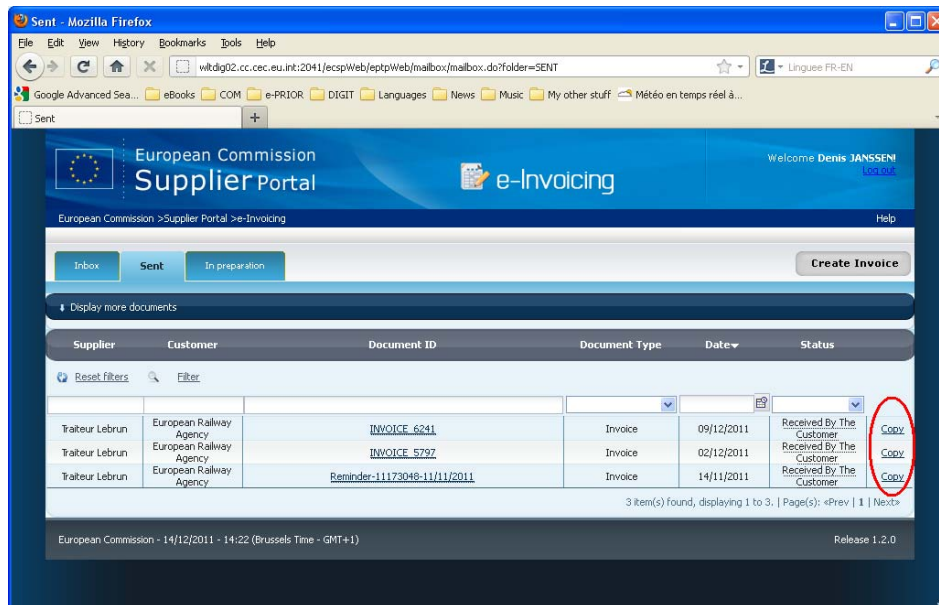 Sent - Mozilla Firefox
File Edit View History Bookmarks Tools Help
wltdig02.cc.cec.eu.int:2041/ecspWeb/eptpWeb/mailbox/mailbox.do?folder=SENT Linguee FR-EN
Google Advanced Sea... eBooks COM e-PRIOR DIGIT Languages News Music My other stuff Météo en temps réel à...
Sent
European Commission
Supplier Portal
e-Invoicing
Welcome Denis JANSSEN!
Log out
European Commission >Supplier Portal >e-Invoicing Help
Inbox Sent In preparation Create Invoice
Display more documents
Supplier Customer Document ID Document Type Date Status
Reset filters Filter
Traiteur Lebrun European Railway Agency INVOICE 6241 Invoice 09/12/2011 Received By The Customer Copy
Traiteur Lebrun European Railway Agency INVOICE 5797 Invoice 02/12/2011 Received By The Customer Copy
Traiteur Lebrun European Railway Agency Reminder-11173048-11/11/2011 Invoice 14/11/2011 Received By The Customer Copy
3 item(s) found, displaying 1 to 3. | Page(s): «Prev | 1 | Next»
European Commission - 14/12/2011 - 14:22 (Brussels Time - GMT+1) Release 1.2.0